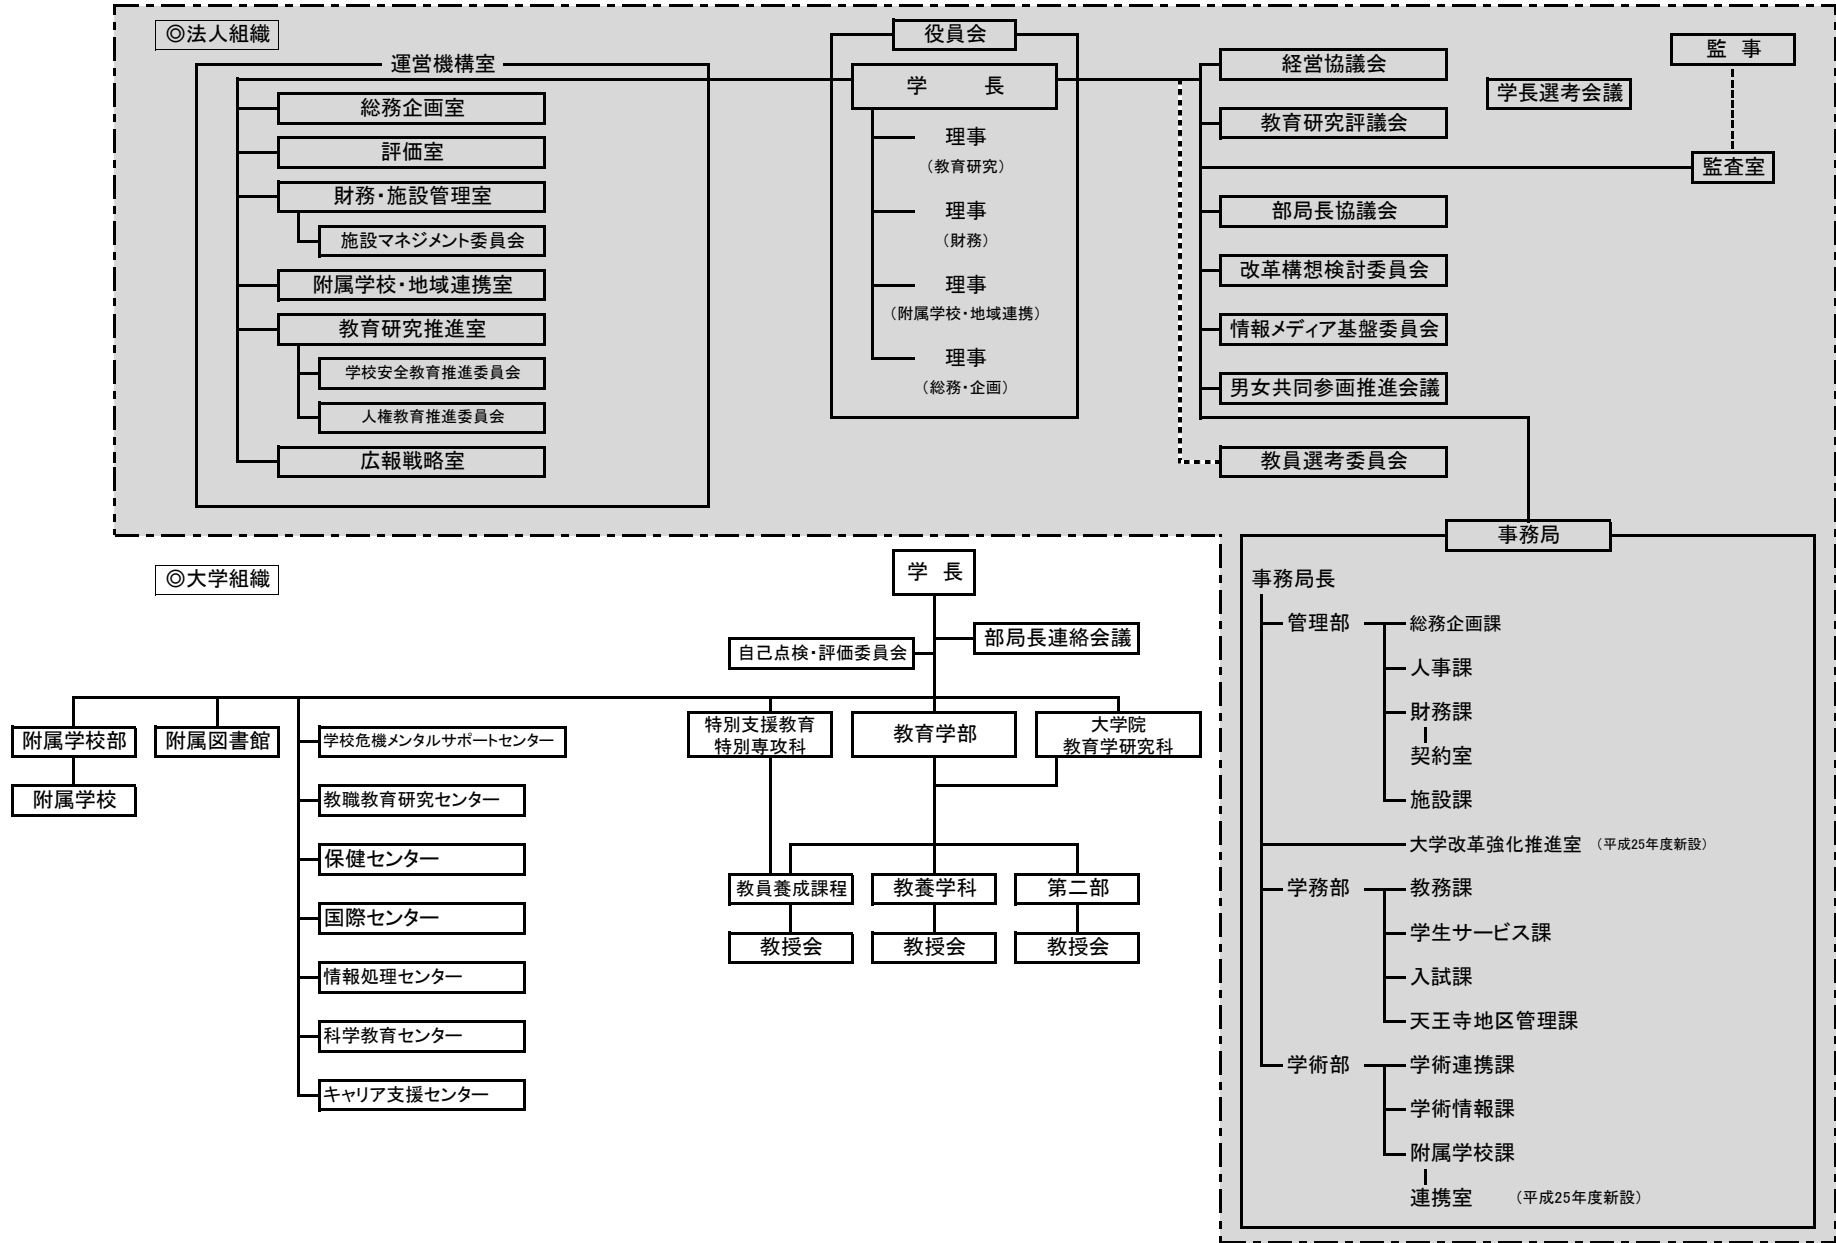 ◎法人組織
運営機構室
総務企画室
評価室
財務・施設管理室
施設マネジメント委員会
附属学校・地域連携室
教育研究推進室
学校安全教育推進委員会
人権教育推進委員会
広報戦略室
役員会
学　長
理事
（教育研究）
理事
（財務）
理事
（附属学校・地域連携）
理事
（総務・企画）
経営協議会
教育研究評議会
部局長協議会
改革構想検討委員会
情報メディア基盤委員会
男女共同参画推進会議
教員選考委員会
学長選考会議
監　事
監査室
事務局
事務局長
管理部
総務企画課
人事課
財務課
契約室
施設課
大学改革強化推進室 （平成25年度新設）
学務部
教務課
学生サービス課
入試課
天王寺地区管理課
学術部
学術連携課
学術情報課
附属学校課
連携室 （平成25年度新設）
◎大学組織
学　長
部局長連絡会議
自己点検・評価委員会
附属学校部
附属学校
附属図書館
学校危機メンタルサポートセンター
教職教育研究センター
保健センター
国際センター
情報処理センター
科学教育センター
キャリア支援センター
特別支援教育
特別専攻科
教育学部
大学院
教育学研究科
教員養成課程
教養学科
第二部
教授会
教授会
教授会